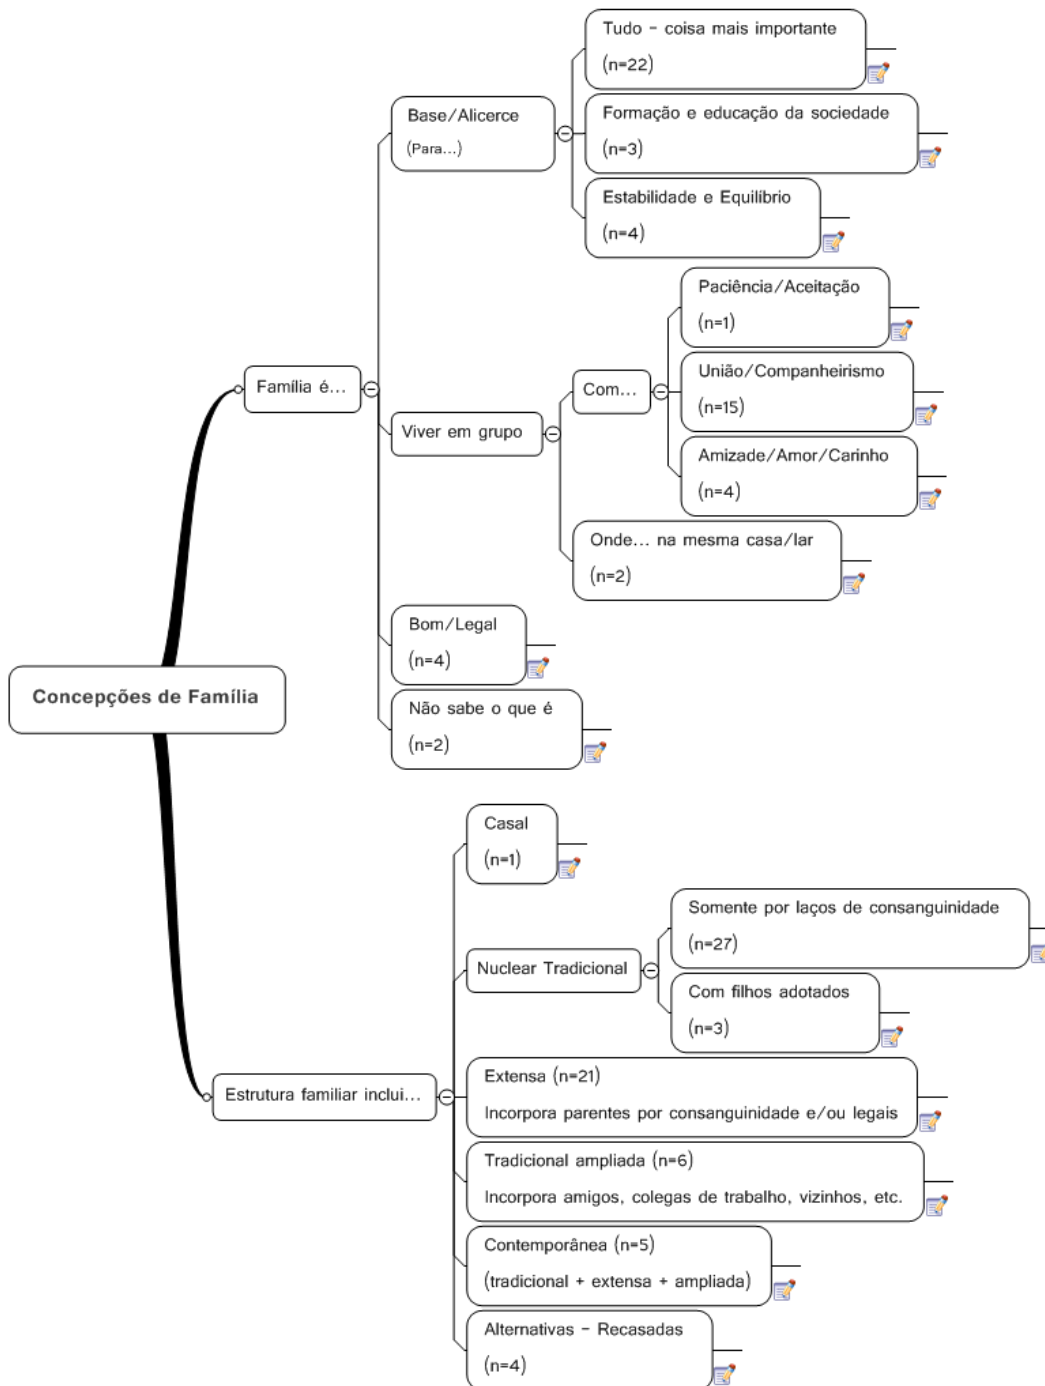 Concepções de Família
Família é...
Base/Alicerce
(Para...)
Tudo - coisa mais importante
(n=22)
Formação e educação da sociedade
(n=3)
Estabilidade e Equilíbrio
(n=4)
Viver em grupo
Com...
Paciência/Aceitação
(n=1)
União/Companheirismo
(n=15)
Amizade/Amor/Carinho
(n=4)
Onde... na mesma casa/lar
(n=2)
Bom/Legal
(n=4)
Não sabe o que é
(n=2)
Estrutura familiar inclui...
Casal
(n=1)
Nuclear Tradicional
Somente por laços de consanguinidade
(n=27)
Com filhos adotados
(n=3)
Extensa (n=21)
Incorpora parentes por consanguinidade e/ou legais
Tradicional ampliada (n=6)
Incorpora amigos, colegas de trabalho, vizinhos, etc.
Contemporânea (n=5)
(tradicional + extensa + ampliada)
Alternativas - Recasadas
(n=4)